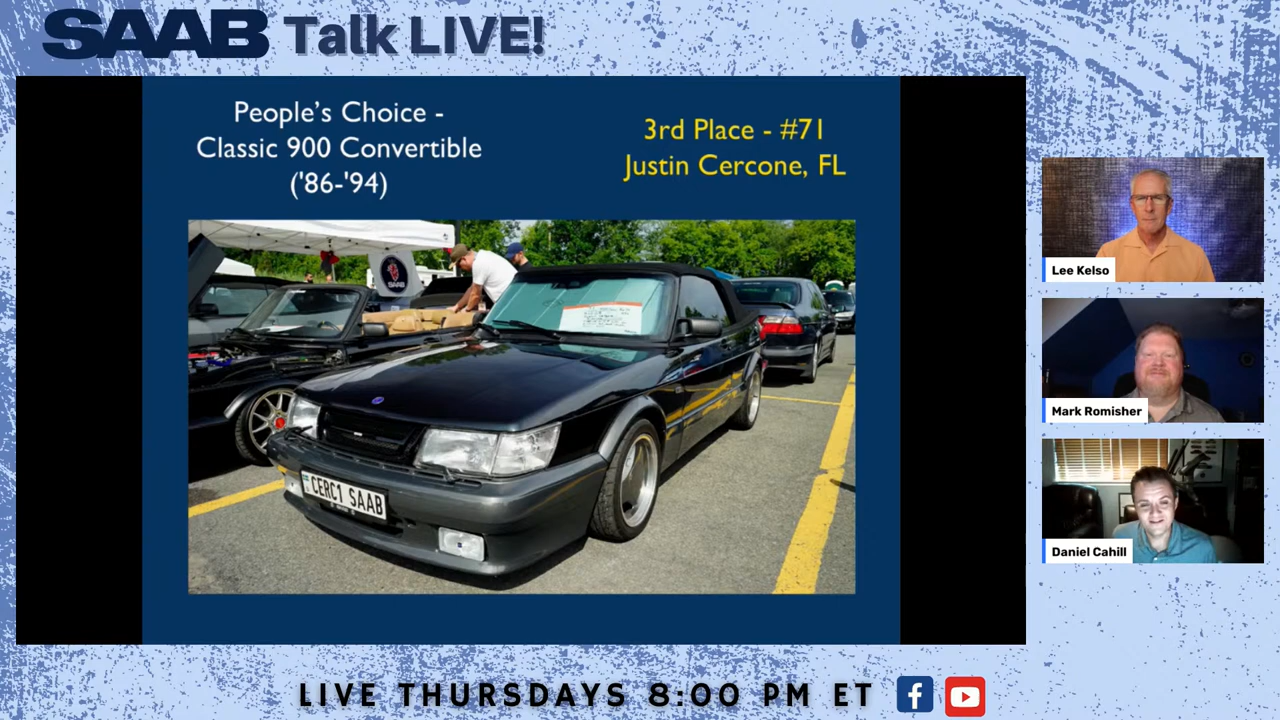 SAAB Talk LIVE!
People's Choice -
Classic 900 Convertible
('86-'94)
3rd Place - #71
Justin Cercone, FL
SAAB
CERC1 SAAB
Lee Kelso
Mark Romisher
Daniel Cahill
LIVE THURSDAYS 8:00 PM ET